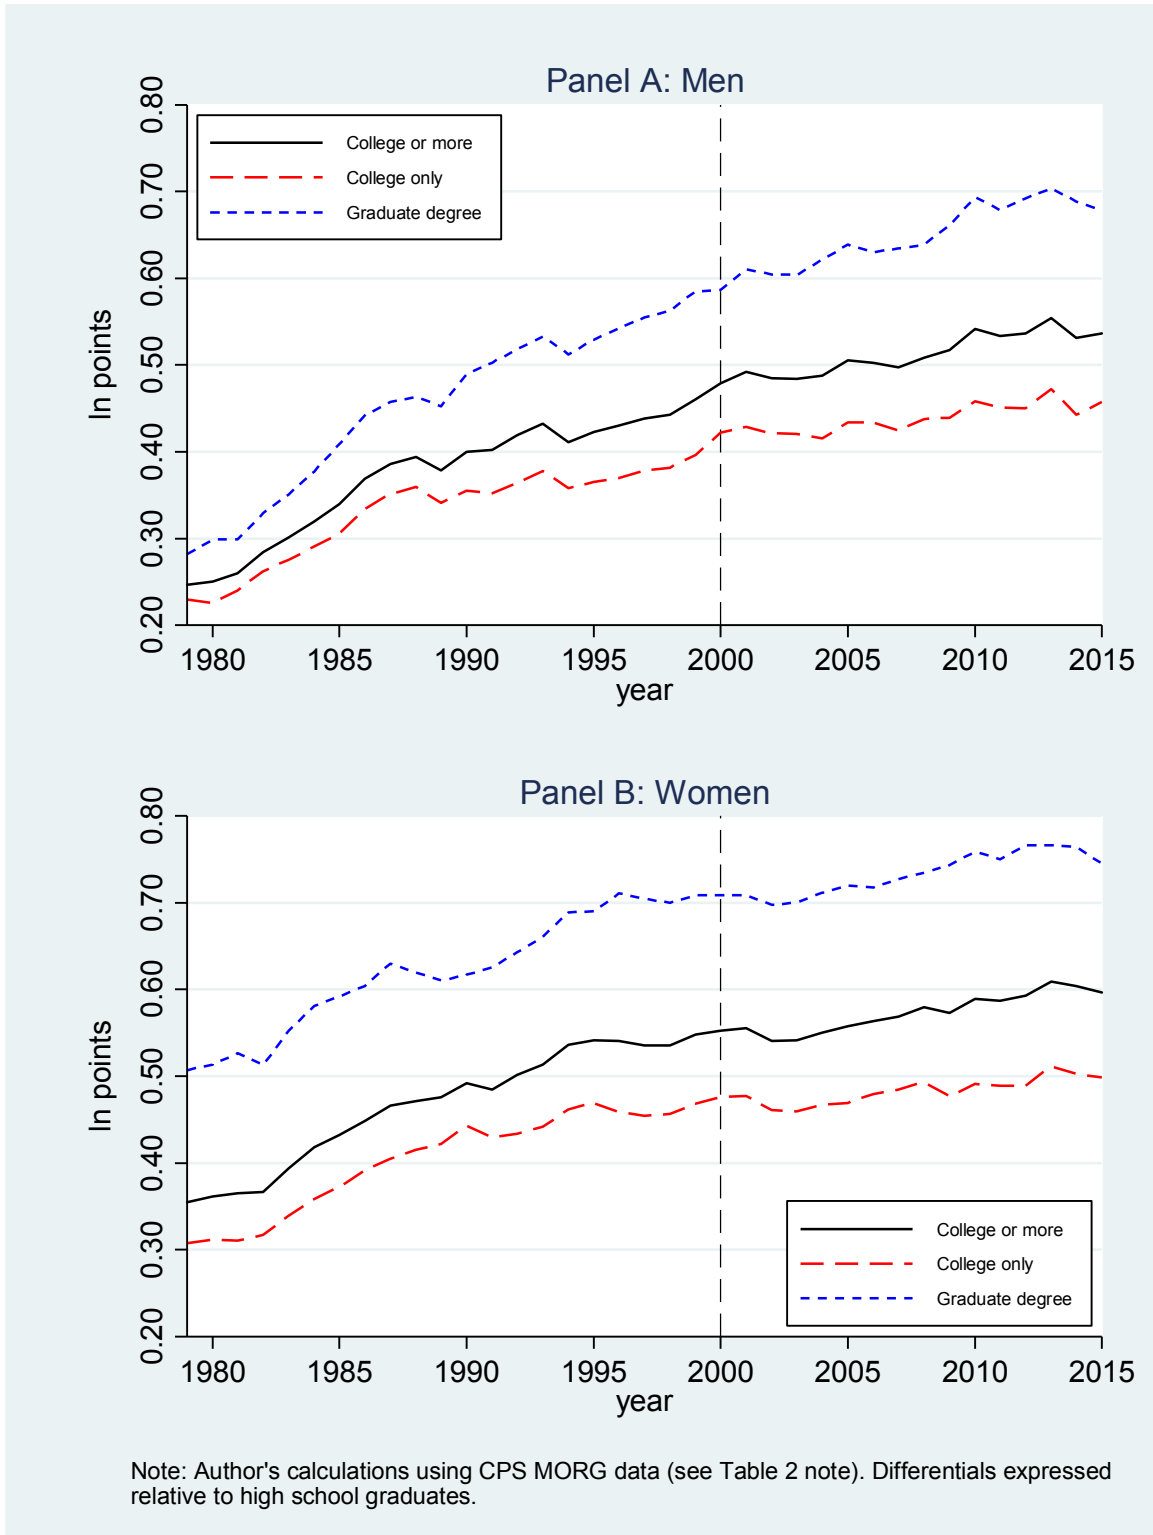 Panel A: Men
0.80
0.70
0.60
0.50
0.40
0.30
0.20
ln points
College or more
College only
Graduate degree
1980 1985 1990 1995 2000 2005 2010 2015
year
Panel B: Women
0.80
0.70
0.60
0.50
0.40
0.30
0.20
ln points
College or more
College only
Graduate degree
1980 1985 1990 1995 2000 2005 2010 2015
year
Note: Author's calculations using CPS MORG data (see Table 2 note). Differentials expressed
relative to high school graduates.